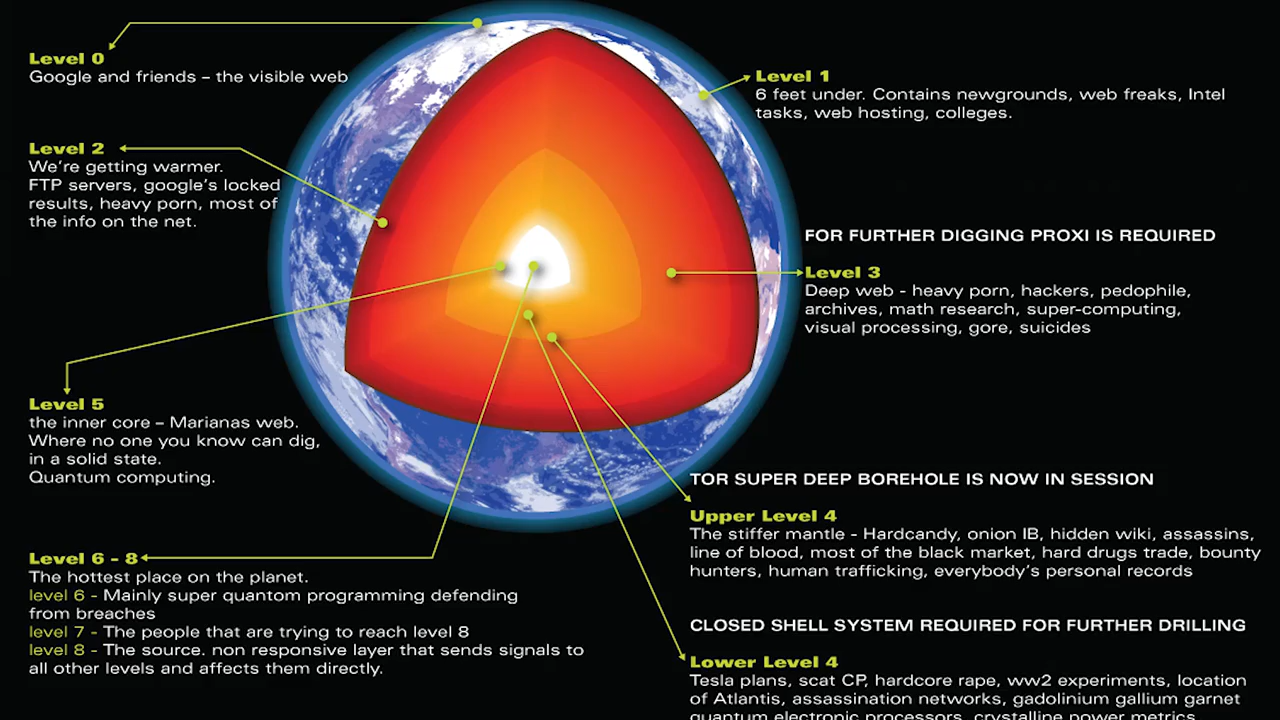 Level 0
Google and friends – the visible web
Level 1
6 feet under. Contains newgrounds, web freaks, Intel
tasks, web hosting, colleges.
Level 2
We're getting warmer.
FTP servers, google's locked
results, heavy porn, most of
the info on the net.
FOR FURTHER DIGGING PROXI IS REQUIRED
Level 3
Deep web - heavy porn, hackers, pedophile,
archives, math research, super-computing,
visual processing, gore, suicides
Level 5
the inner core – Marianas web.
Where no one you know can dig,
in a solid state.
Quantum computing.
TOR SUPER DEEP BOREHOLE IS NOW IN SESSION
Upper Level 4
The stiffer mantle - Hardcandy, onion IB, hidden wiki, assassins,
line of blood, most of the black market, hard drugs trade, bounty
hunters, human trafficking, everybody's personal records
Level 6 - 8
The hottest place on the planet.
level 6 - Mainly super quantom programming defending
from breaches
level 7 - The people that are trying to reach level 8
level 8 - The source. non responsive layer that sends signals to
all other levels and affects them directly.
CLOSED SHELL SYSTEM REQUIRED FOR FURTHER DRILLING
Lower Level 4
Tesla plans, scat CP, hardcore rape, ww2 experiments, location
of Atlantis, assassination networks, gadolinium gallium garnet
quantum electronic processors, crystalline power metrics